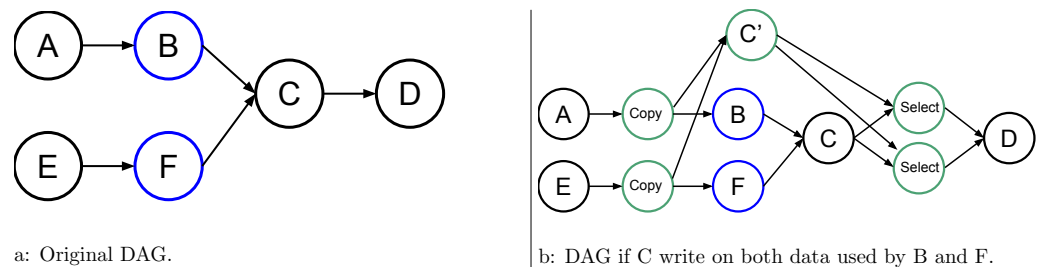 A
B
C
D
E
F
a: Original DAG.
C’
A
Copy
B
C
Select
Select
D
E
Copy
F
b: DAG if C write on both data used by B and F.